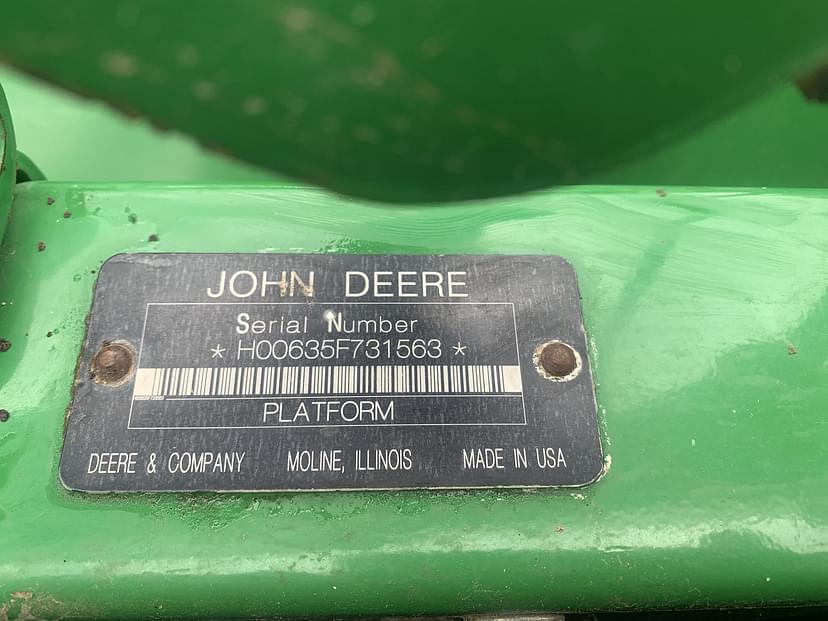 JOHN DEERE
Serial Number
* H00635F731563 *
PLATFORM
DEERE & COMPANY MOLINE, ILLINOIS MADE IN USA